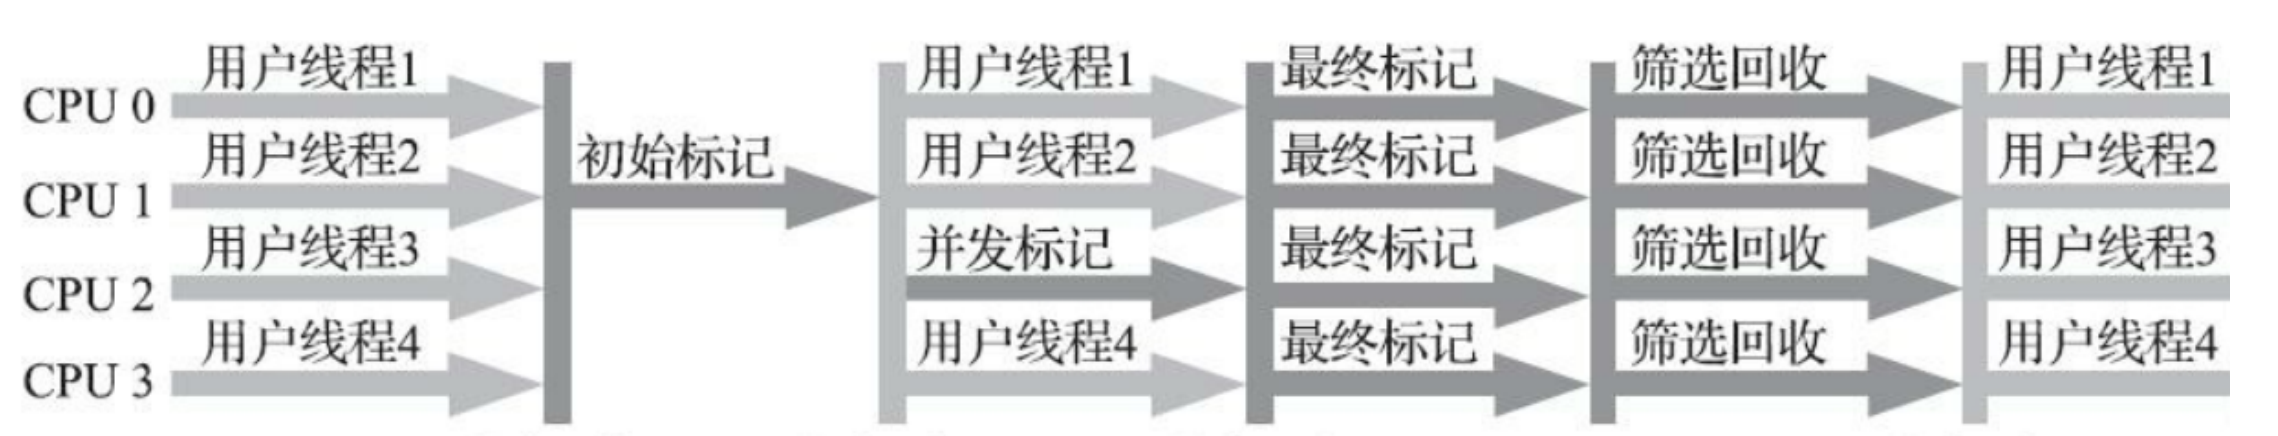 用户线程1 用户线程1 最终标记 筛选回收 用户线程1
CPU 0
用户线程2 初始标记 用户线程2 最终标记 筛选回收 用户线程2
CPU 1
用户线程3 并发标记 最终标记 筛选回收 用户线程3
CPU 2
用户线程4 用户线程4 最终标记 筛选回收 用户线程4
CPU 3